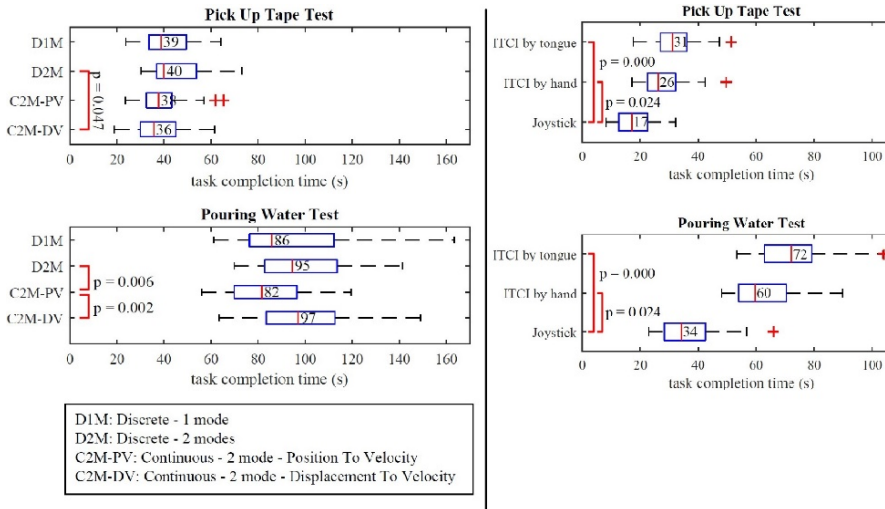 Pick Up Tape Test
D1M
39
D2M
40
C2M-PV
38
C2M-DV
36
p = 0.047
0 20 40 60 80 100 120 140 160
task completion time (s)
Pouring Water Test
D1M
86
D2M
95
p = 0.006
C2M-PV
82
p = 0.002
C2M-DV
97
0 20 40 60 80 100 120 140 160
task completion time (s)
D1M: Discrete - 1 mode
D2M: Discrete - 2 modes
C2M-PV: Continuous - 2 mode - Position To Velocity
C2M-DV: Continuous - 2 mode - Displacement To Velocity
Pick Up Tape Test
ITCI by tongue
31
p = 0.000
ITCI by hand
26
p = 0.024
Joystick
17
0 20 40 60 80 100
task completion time (s)
Pouring Water Test
ITCI by tongue
72
p = 0.000
ITCI by hand
60
p = 0.024
Joystick
34
0 20 40 60 80 100
task completion time (s)